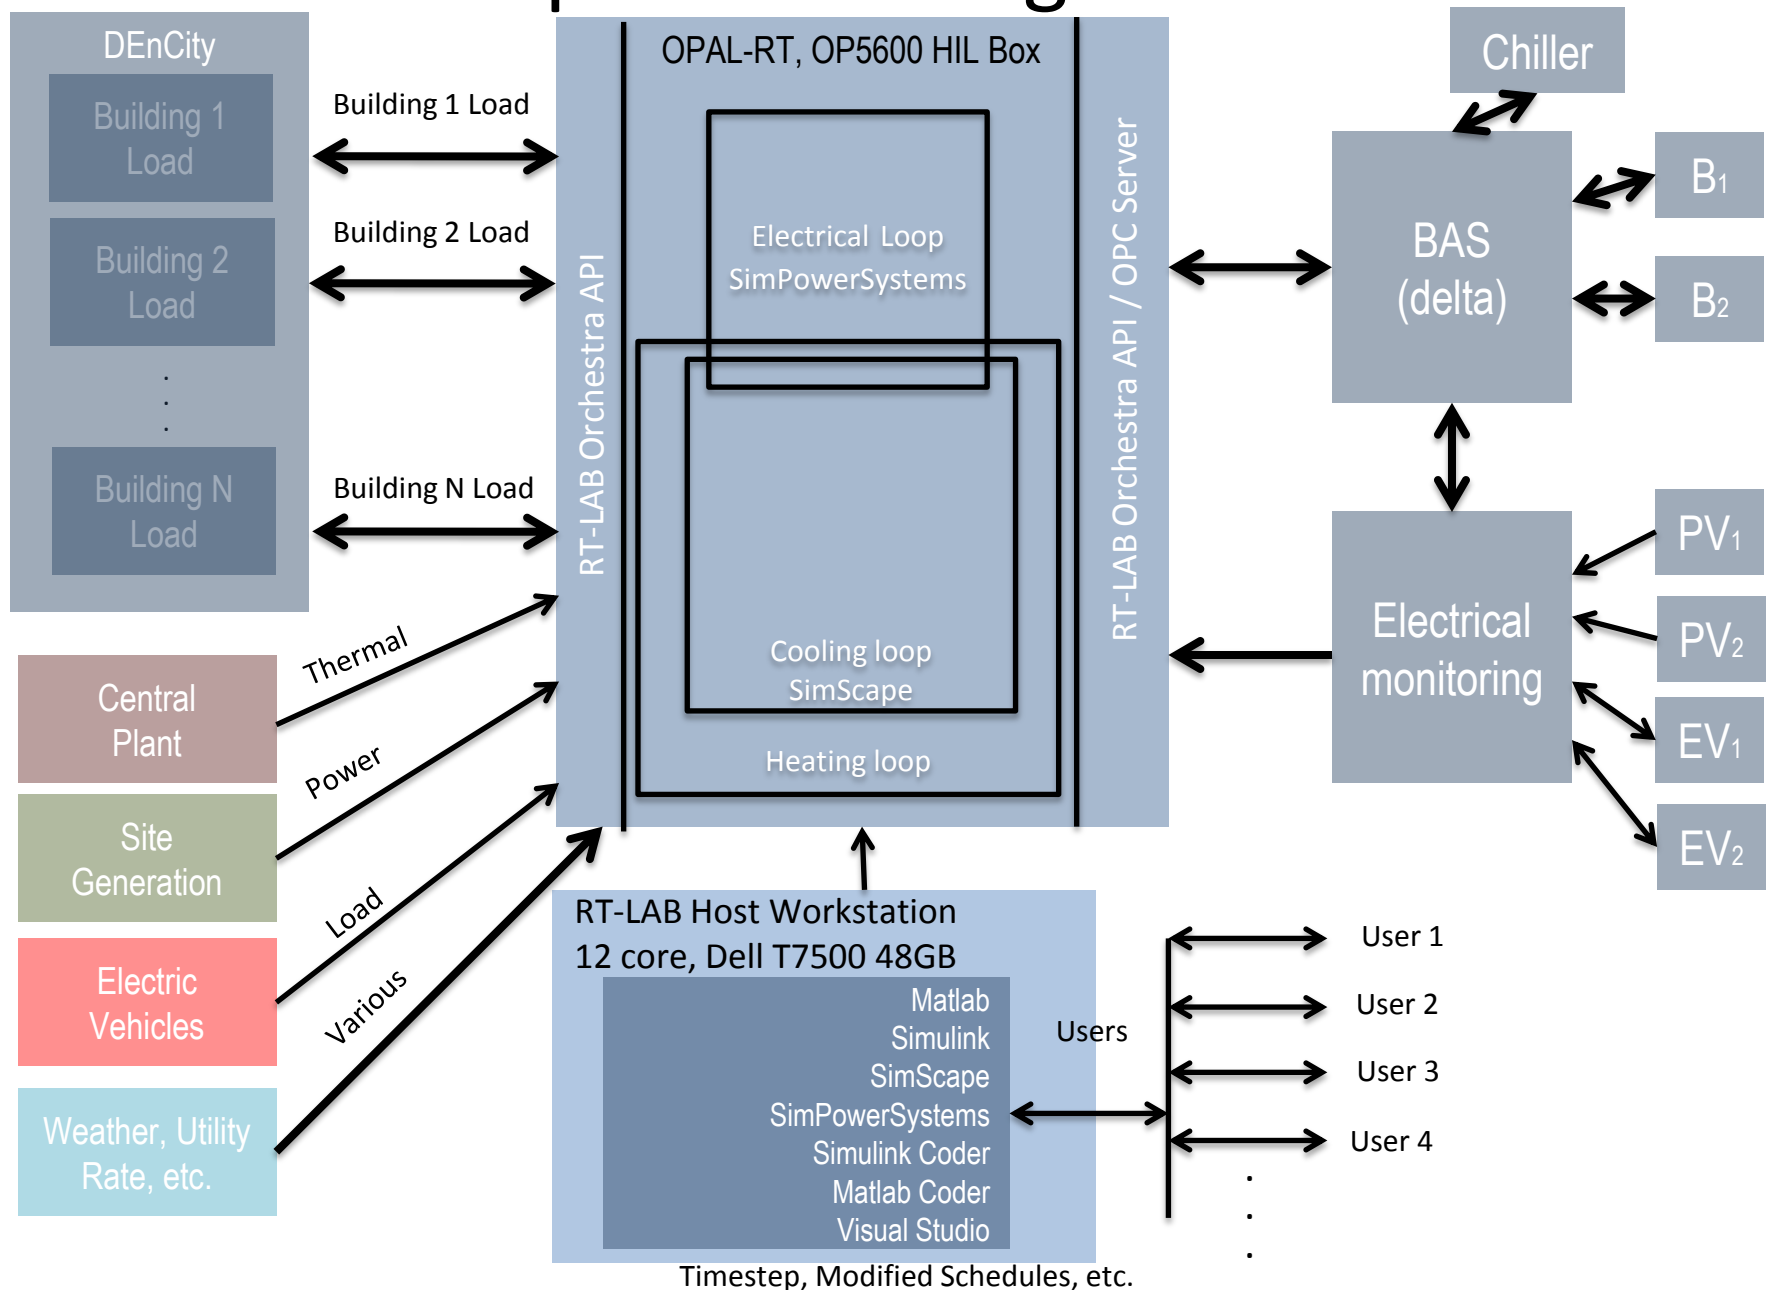 DEnCity
Building 1
Load
Building 2
Load
.
.
.
Building N
Load
Building 1 Load
Building 2 Load
Building N Load
Thermal
Power
Load
Various
Central
Plant
Site
Generation
Electric
Vehicles
Weather, Utility
Rate, etc.
OPAL-RT, OP5600 HIL Box
RT-LAB Orchestra API
Electrical Loop
SimPowerSystems
Cooling loop
SimScape
Heating loop
RT-LAB Orchestra API / OPC Server
Chiller
BAS
(delta)
B1
B2
Electrical
monitoring
PV1
PV2
EV1
EV2
RT-LAB Host Workstation
12 core, Dell T7500 48GB
Matlab
Simulink
SimScape
SimPowerSystems
Simulink Coder
Matlab Coder
Visual Studio
Timestep, Modified Schedules, etc.
Users
User 1
User 2
User 3
User 4
.
.
.